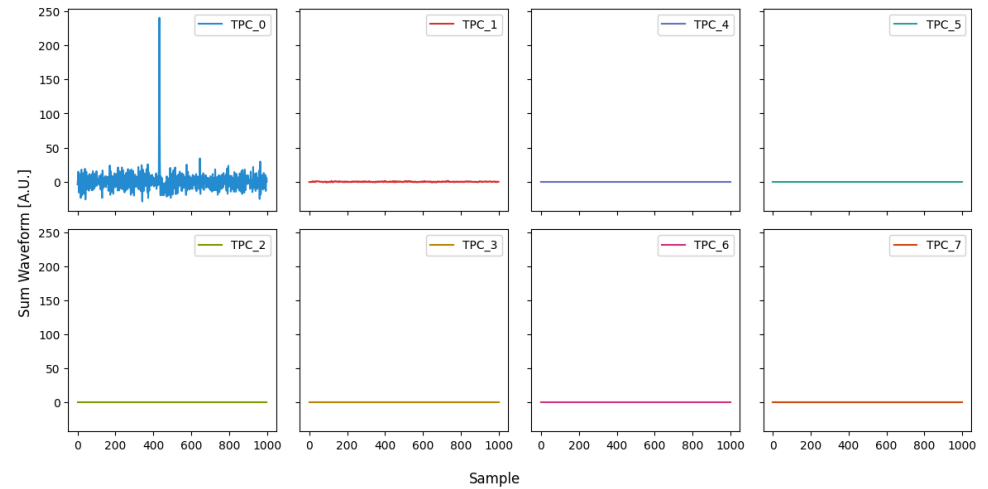 250
200
150
100
50
0
TPC_0
TPC_1
TPC_4
TPC_5
250
200
150
100
50
0
TPC_2
TPC_3
TPC_6
TPC_7
0 200 400 600 800 1000
0 200 400 600 800 1000
0 200 400 600 800 1000
0 200 400 600 800 1000
Sum Waveform [A.U.]
Sample